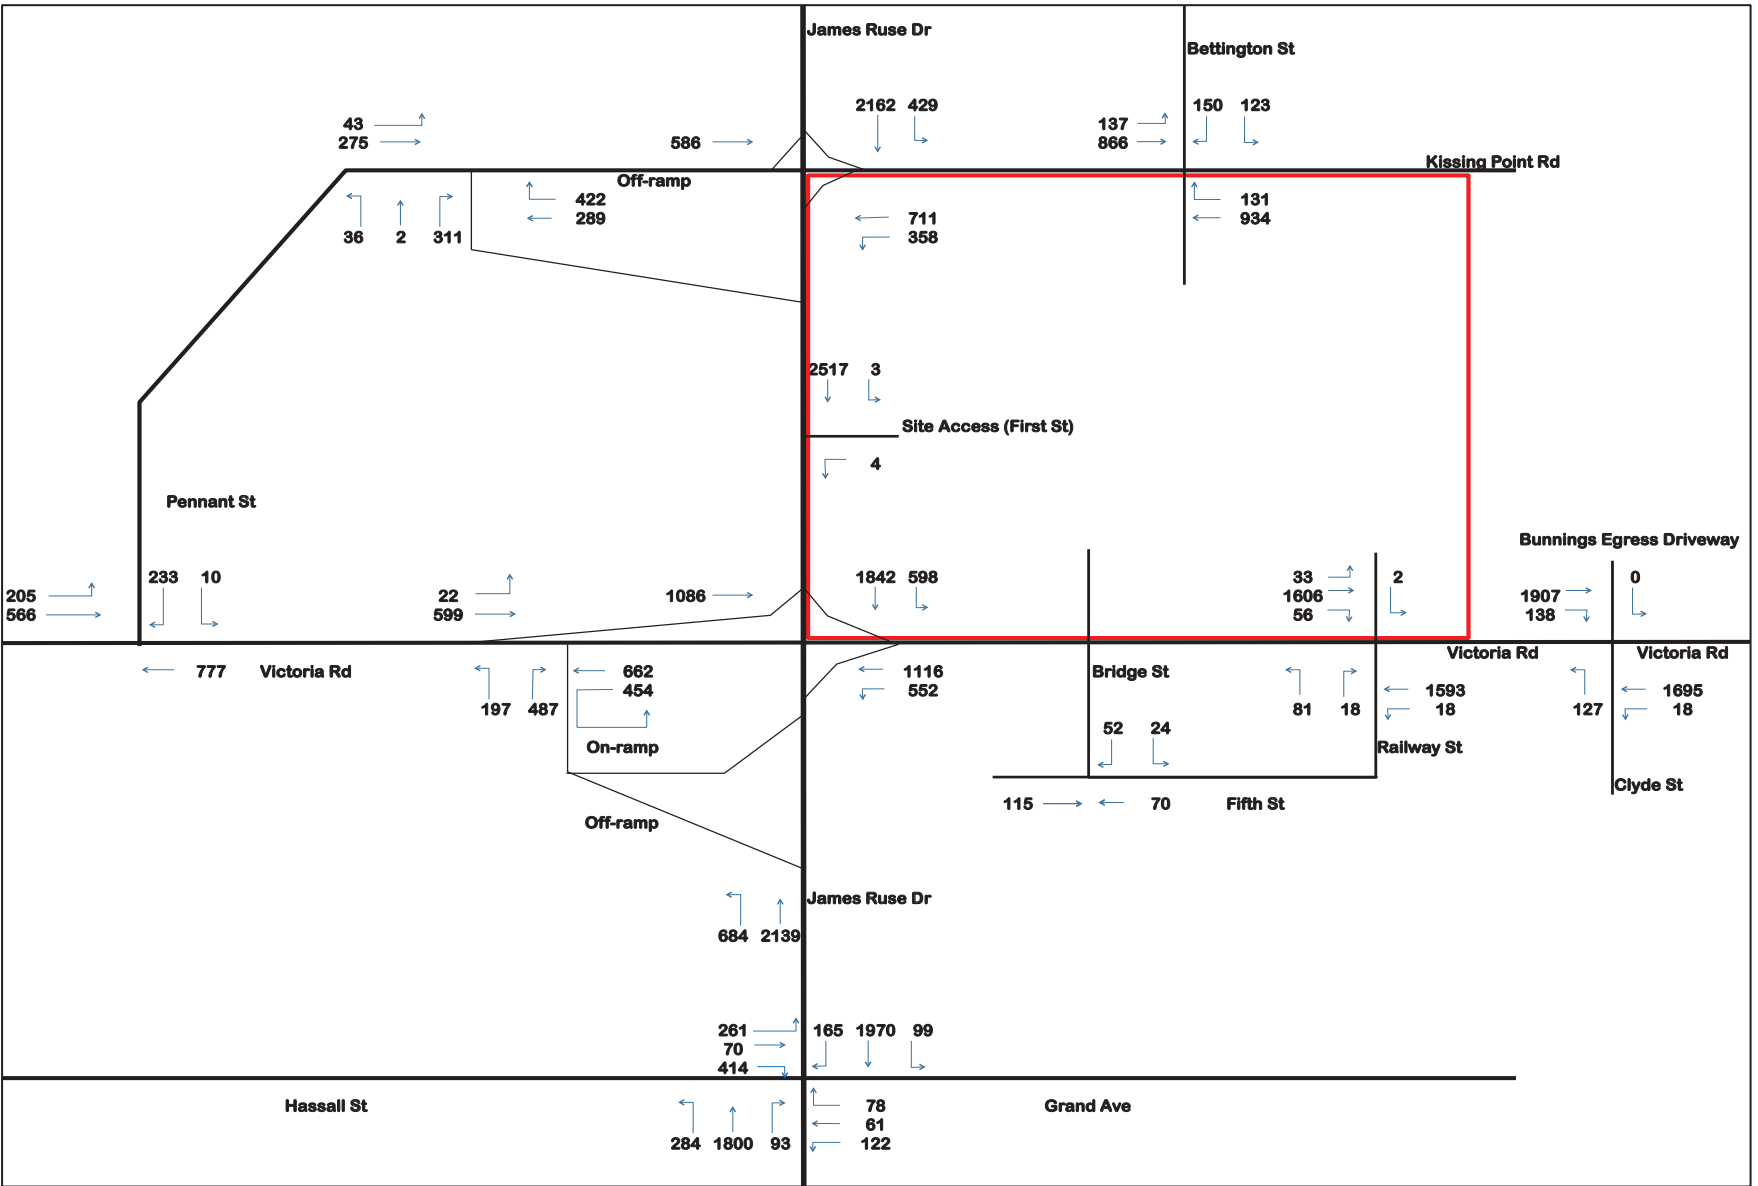 James Ruse Dr
Bettington St
2162 429
150 123
43
275
586
137
866
Kissing Point Rd
Off-ramp
422
289
131
934
36 2 311
711
358
2517 3
Site Access (First St)
4
Pennant St
Bunnings Egress Driveway
233 10
205
566
22
599
1086
1842 598
33
1606
56
2
1907
138
0
777
Victoria Rd
662
454
1116
552
Bridge St
Victoria Rd
Victoria Rd
197 487
81 18
1593
18
127
1695
18
52 24
On-ramp
Railway St
Clyde St
115
70
Fifth St
Off-ramp
James Ruse Dr
684 2139
261
70
414
165 1970 99
Hassall St
78
61
122
Grand Ave
284 1800 93